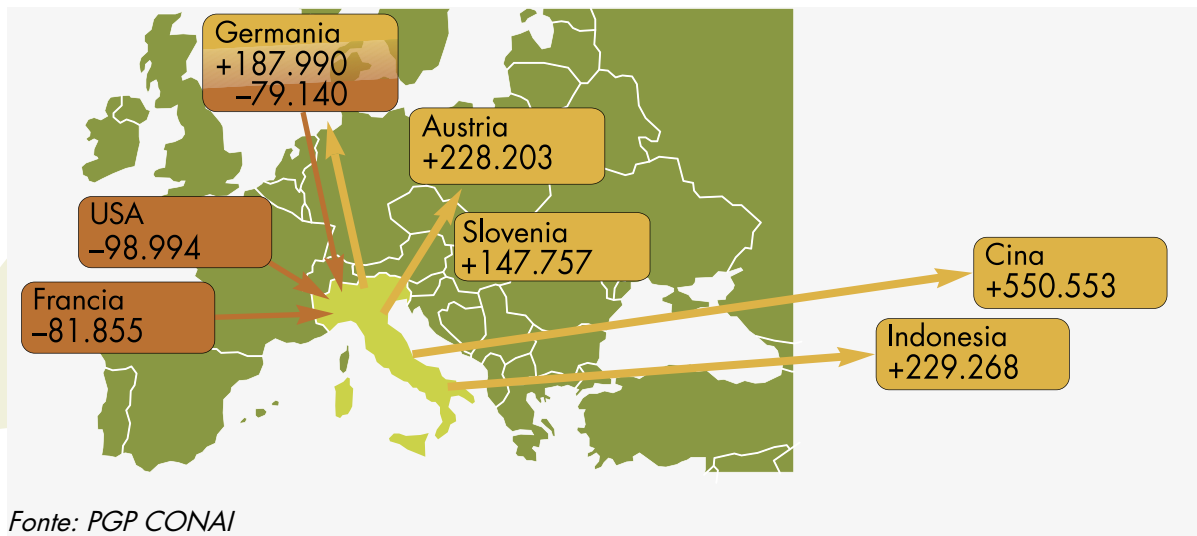 Germania
+187.990
–79.140
Austria
+228.203
USA
–98.994
Slovenia
+147.757
Cina
+550.553
Francia
–81.855
Indonesia
+229.268
Fonte: PGP CONAI